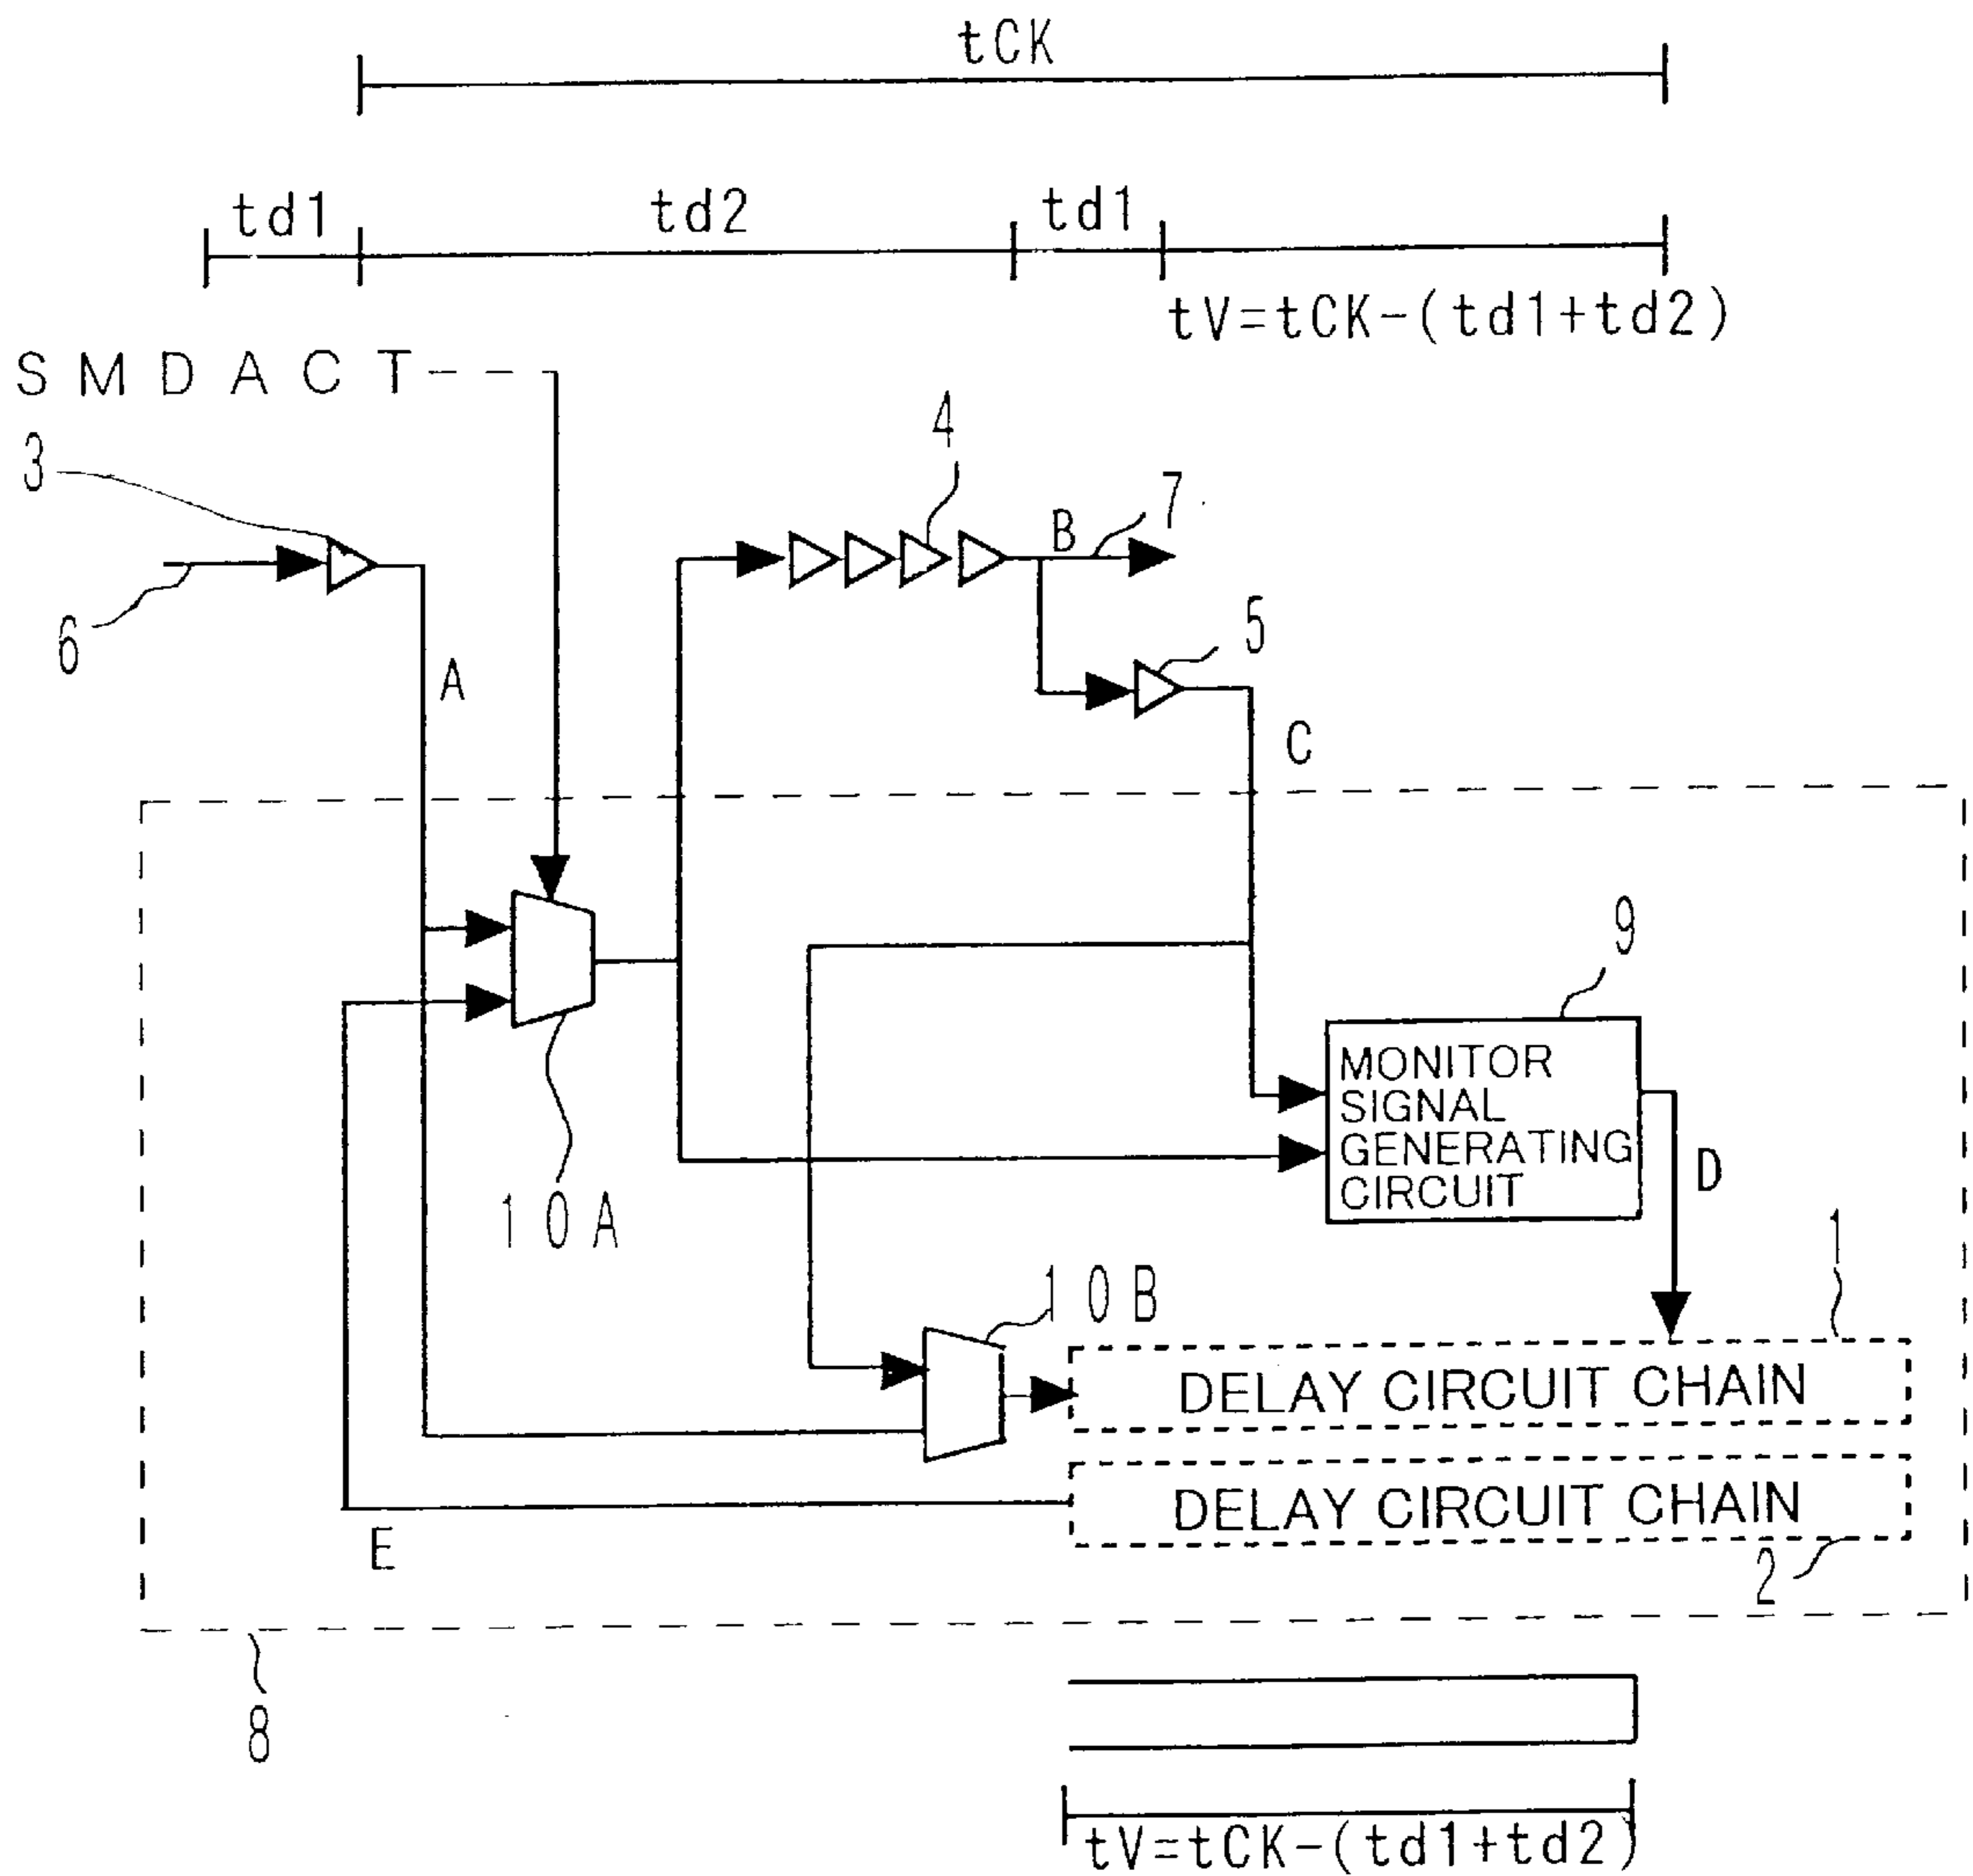 tCK
td1
td2
td1
tV=tCK-(td1+td2)
SMDACT
3
4
B
7
6
5
A
C
9
MONITOR
SIGNAL
GENERATING
CIRCUIT
D
10A
10B
1
DELAY CIRCUIT CHAIN
DELAY CIRCUIT CHAIN
E
2
8
tV=tCK-(td1+td2)